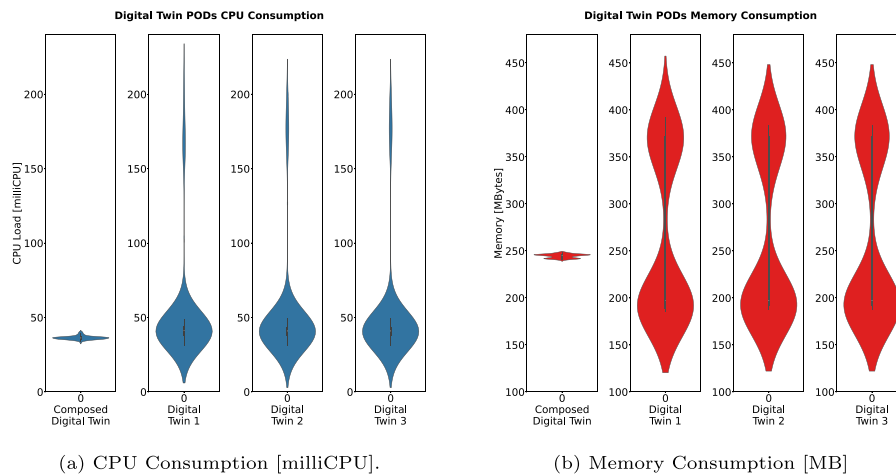 Digital Twin PODs CPU Consumption
CPU Load [milliCPU]
200
150
100
50
0
0
Composed
Digital Twin
200
150
100
50
0
0
Digital
Twin 1
200
150
100
50
0
0
Digital
Twin 2
200
150
100
50
0
0
Digital
Twin 3
(a) CPU Consumption [milliCPU].
Digital Twin PODs Memory Consumption
Memory [MBytes]
450
400
350
300
250
200
150
100
0
Composed
Digital Twin
450
400
350
300
250
200
150
100
0
Digital
Twin 1
450
400
350
300
250
200
150
100
0
Digital
Twin 2
450
400
350
300
250
200
150
100
0
Digital
Twin 3
(b) Memory Consumption [MB]